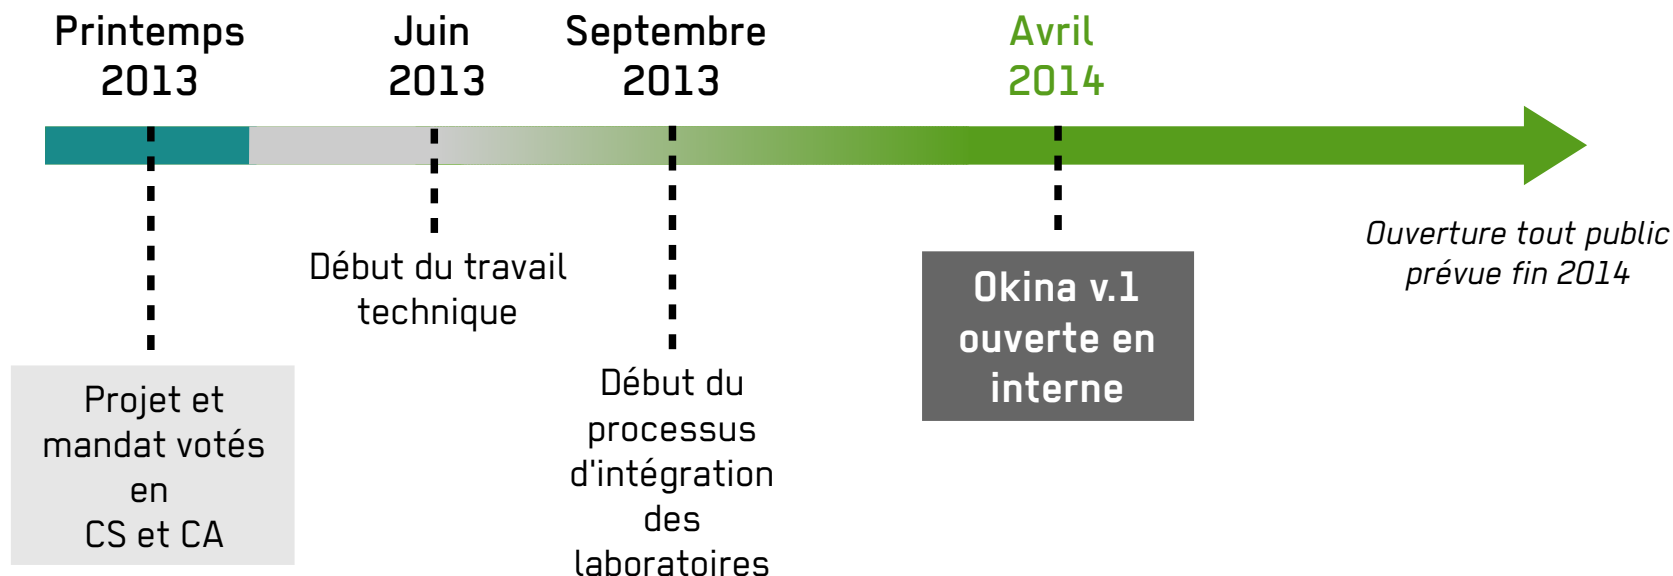 Printemps
2013
Juin
2013
Septembre
2013
Avril
2014
Début du travail
technique
Projet et
mandat votés
en
CS et CA
Début du
processus
d'intégration
des
laboratoires
Okina v.1
ouverte en
interne
Ouverture tout public
prévue fin 2014